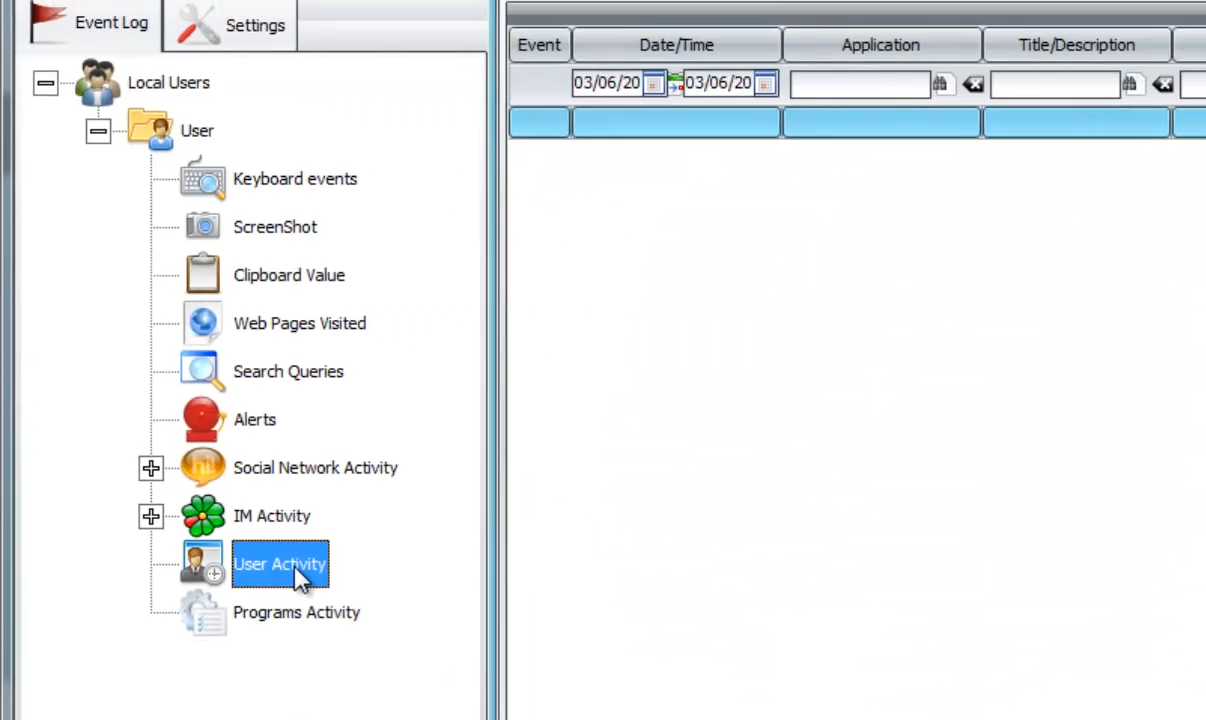 Event Log
Settings
Local Users
User
Keyboard events
ScreenShot
Clipboard Value
Web Pages Visited
Search Queries
Alerts
Social Network Activity
IM Activity
User Activity
Programs Activity
Event Date/Time Application Title/Description
03/06/20 03/06/20